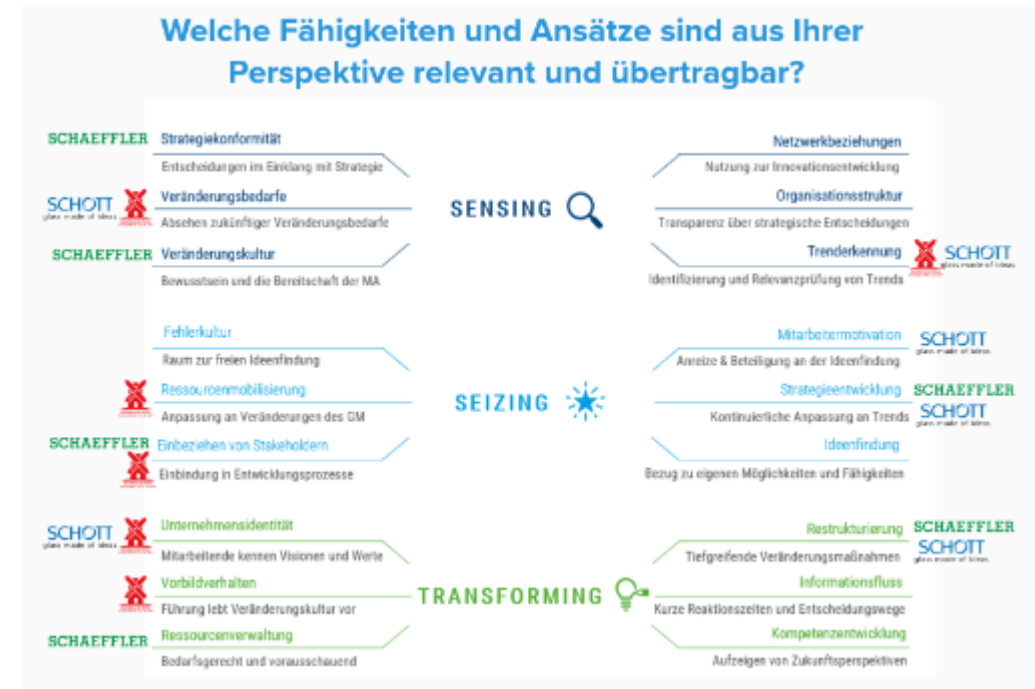 Welche Fähigkeiten und Ansätze sind aus Ihrer
Perspektive relevant und übertragbar?
SCHAEFFLER Strategiekonformität
Entscheidungen im Einklang mit Strategie
SCHOTT Veränderungsbedarfe
glass made of ideas
Absehen zukünftiger Veränderungsbedarfe
SCHAEFFLER Veränderungskultur
Bewusstsein und die Bereitschaft der MA
SENSING
Netzwerkbeziehungen
Nutzung zur Innovationsentwicklung
Organisationsstruktur
Transparenz über strategische Entscheidungen
Trenderkennung SCHOTT
glass made of ideas
Identifizierung und Relevanzprüfung von Trends
Fehlerkultur
Raum zur freien Ideenfindung
Ressourcenmobilisierung
Anpassung an Veränderungen des GM
SCHAEFFLER Einbeziehen von Stakeholdern
Einbindung in Entwicklungsprozesse
SEIZING
Mitarbeitermotivation SCHOTT
glass made of ideas
Anreize & Beteiligung an der Ideenfindung
Strategieentwicklung SCHAEFFLER
Kontinuierliche Anpassung an Trends SCHOTT
glass made of ideas
Ideenfindung
Bezug zu eigenen Möglichkeiten und Fähigkeiten
SCHOTT Unternehmensidentität
glass made of ideas
Mitarbeitende kennen Visionen und Werte
Vorbildverhalten
Führung lebt Veränderungskultur vor
SCHAEFFLER Ressourcenverwaltung
Bedarfsgerecht und vorausschauend
TRANSFORMING
Restrukturierung SCHAEFFLER
Tiefgreifende Veränderungsmaßnahmen SCHOTT
glass made of ideas
Informationsfluss
Kurze Reaktionszeiten und Entscheidungswege
Kompetenzentwicklung
Aufzeigen von Zukunftsperspektiven